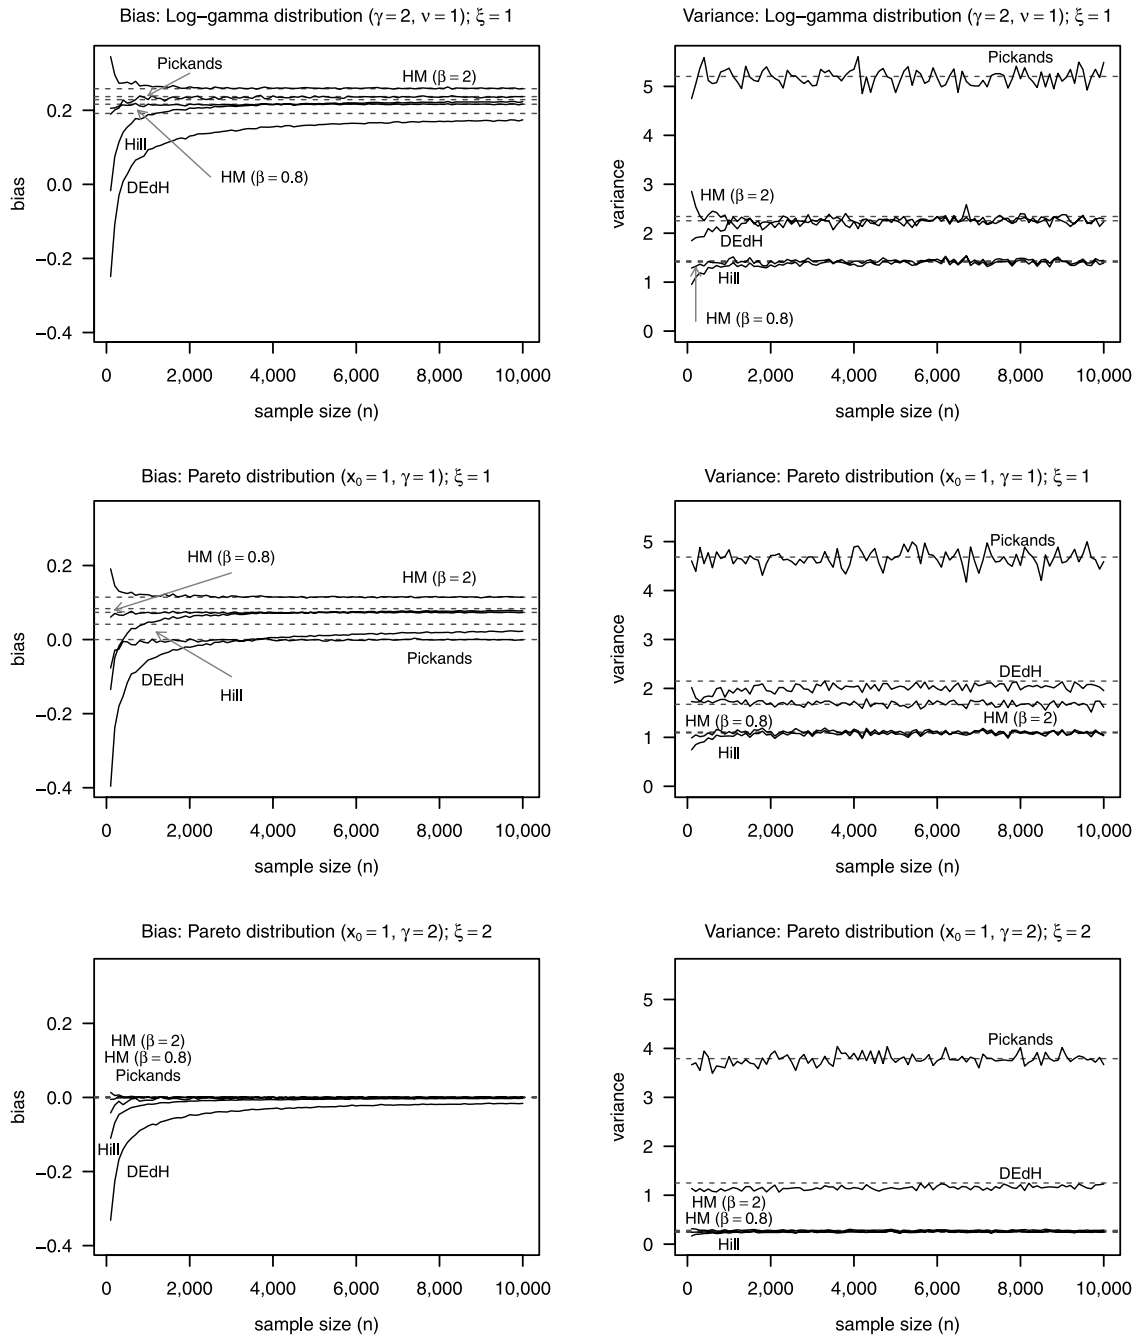 Bias: Log−gamma distribution (γ = 2, ν = 1); ξ = 1
0.2
0.0
−0.2
−0.4
bias
Pickands
HM (β = 2)
Hill
HM (β = 0.8)
DEdH
0 2,000 4,000 6,000 8,000 10,000
sample size (n)
Variance: Log−gamma distribution (γ = 2, ν = 1); ξ = 1
5
4
3
2
1
0
variance
Pickands
HM (β = 2)
DEdH
Hill
HM (β = 0.8)
0 2,000 4,000 6,000 8,000 10,000
sample size (n)
Bias: Pareto distribution (x₀ = 1, γ = 1); ξ = 1
0.2
0.0
−0.2
−0.4
bias
HM (β = 0.8)
HM (β = 2)
Pickands
DEdH
Hill
0 2,000 4,000 6,000 8,000 10,000
sample size (n)
Variance: Pareto distribution (x₀ = 1, γ = 1); ξ = 1
5
4
3
2
1
0
variance
Pickands
DEdH
HM (β = 0.8)
HM (β = 2)
Hill
0 2,000 4,000 6,000 8,000 10,000
sample size (n)
Bias: Pareto distribution (x₀ = 1, γ = 2); ξ = 2
0.2
0.0
−0.2
−0.4
bias
HM (β = 2)
HM (β = 0.8)
Pickands
Hill
DEdH
0 2,000 4,000 6,000 8,000 10,000
sample size (n)
Variance: Pareto distribution (x₀ = 1, γ = 2); ξ = 2
5
4
3
2
1
0
variance
Pickands
DEdH
HM (β = 2)
HM (β = 0.8)
Hill
0 2,000 4,000 6,000 8,000 10,000
sample size (n)